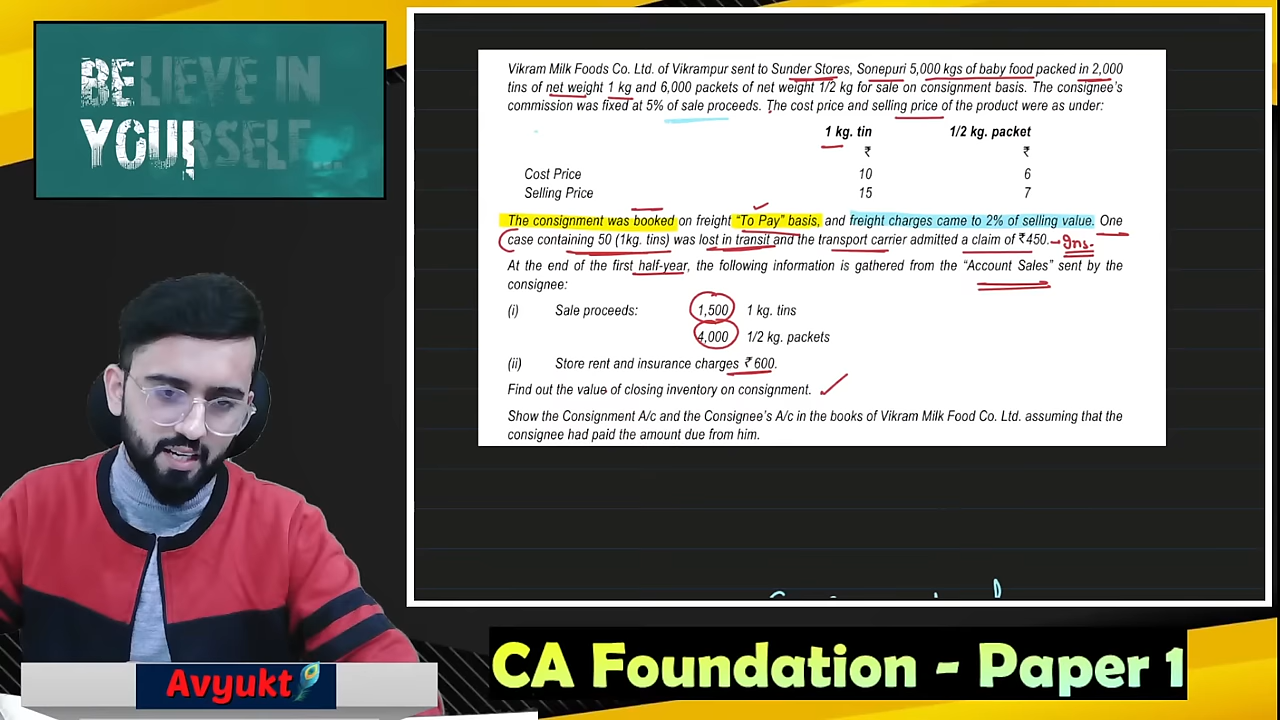 BELIEVE IN
YOURSELF...
Vikram Milk Foods Co. Ltd. of Vikrampur sent to Sunder Stores, Sonepuri 5,000 kgs of baby food packed in 2,000
tins of net weight 1 kg and 6,000 packets of net weight 1/2 kg for sale on consignment basis. The consignee's
commission was fixed at 5% of sale proceeds. The cost price and selling price of the product were as under:
1 kg. tin 1/2 kg. packet
₹ ₹
Cost Price 10 6
Selling Price 15 7
The consignment was booked on freight "To Pay" basis, and freight charges came to 2% of selling value. One
case containing 50 (1kg. tins) was lost in transit and the transport carrier admitted a claim of ₹450. - Ins.
At the end of the first half-year, the following information is gathered from the "Account Sales" sent by the
consignee:
(i) Sale proceeds: 1,500 1 kg. tins
4,000 1/2 kg. packets
(ii) Store rent and insurance charges ₹ 600.
Find out the value of closing inventory on consignment.
Show the Consignment A/c and the Consignee's A/c in the books of Vikram Milk Food Co. Ltd. assuming that the
consignee had paid the amount due from him.
CA Foundation - Paper 1
Avyukt